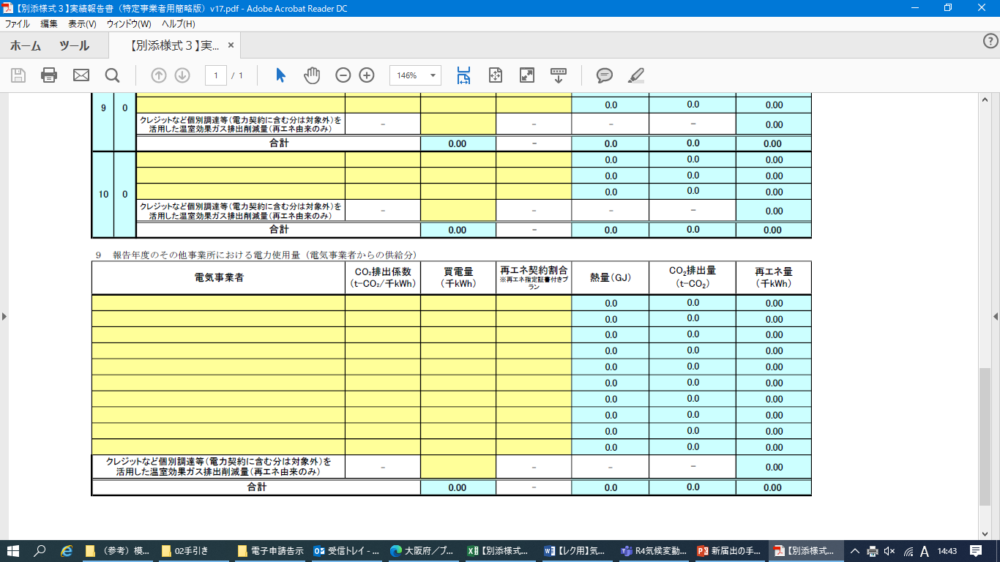 【別添様式３】実績報告書（特定事業者用簡略版）v17.pdf - Adobe Acrobat Reader DC
ファイル 編集 表示(V) ウィンドウ(W) ヘルプ(H)
ホーム ツール 【別添様式３】実... ×
1 / 1 146%
9 0 0.0 0.0 0.00
クレジットなど個別調達等（電力契約に含む分は対象外）を
活用した温室効果ガス排出削減量（再エネ由来のみ） － － － － 0.00
合計 0.00 － 0.0 0.0 0.00
0.0 0.0 0.00
0.0 0.0 0.00
10 0 0.0 0.0 0.00
クレジットなど個別調達等（電力契約に含む分は対象外）を
活用した温室効果ガス排出削減量（再エネ由来のみ） － － － － 0.00
合計 0.00 － 0.0 0.0 0.00
９　報告年度のその他事業所における電力使用量（電気事業者からの供給分）
電気事業者 CO₂排出係数 買電量 再エネ契約割合 熱量（GJ） CO₂排出量 再エネ量
（t-CO₂/千kWh） （千kWh） ※再エネ指定証書付きプ
ラン （t-CO₂） （千kWh）
0.0 0.0 0.00
0.0 0.0 0.00
0.0 0.0 0.00
0.0 0.0 0.00
0.0 0.0 0.00
0.0 0.0 0.00
0.0 0.0 0.00
0.0 0.0 0.00
0.0 0.0 0.00
0.0 0.0 0.00
クレジットなど個別調達等（電力契約に含む分は対象外）を
活用した温室効果ガス排出削減量（再エネ由来のみ） － － － － 0.00
合計 0.00 － 0.0 0.0 0.00
（参考）模... 02手引き 電子申請告示 受信トレイ - ... 大阪府／プ... 【別添様式... 【レク用】気... R4気候変動... 新届出の手... 【別添様式... A 14:43